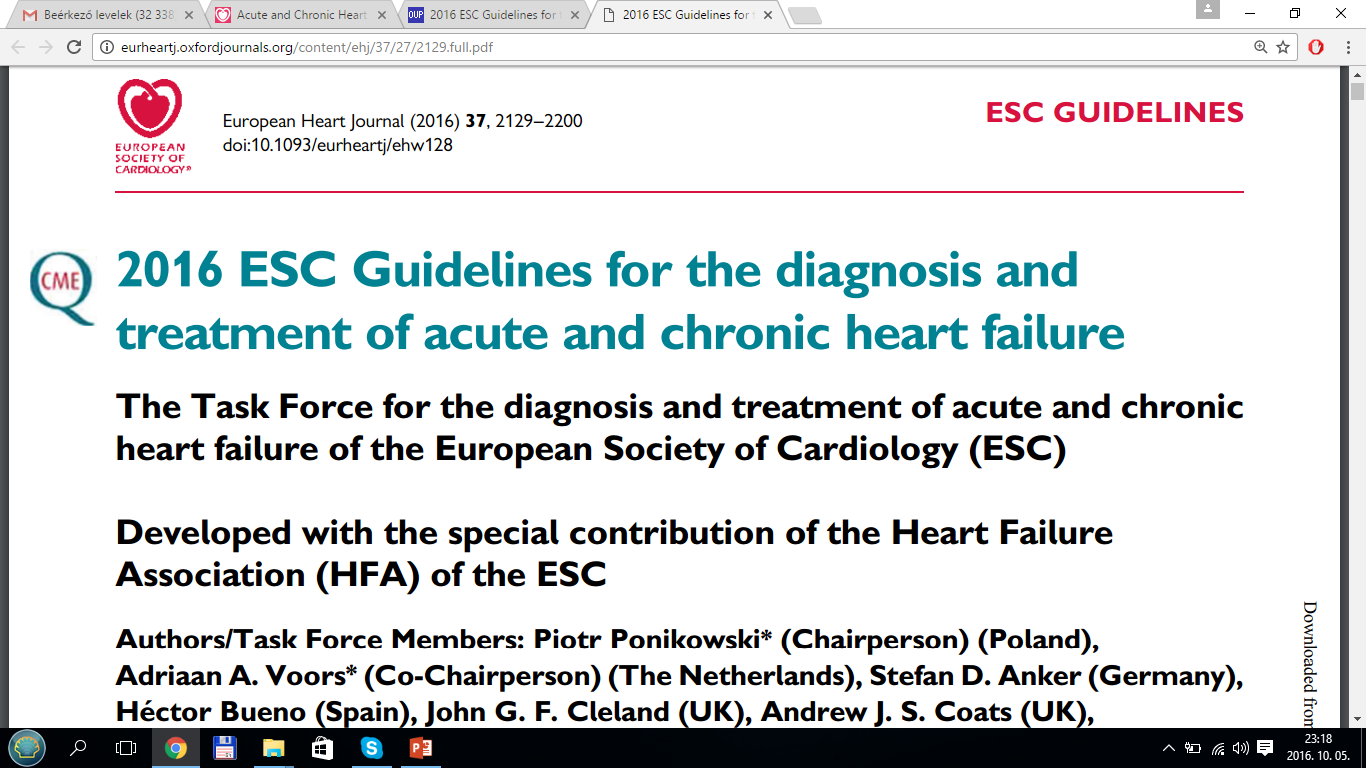 Beérkező levelek (32 338
Acute and Chronic Heart
OUP
2016 ESC Guidelines for
2016 ESC Guidelines for
eurheartj.oxfordjournals.org/content/ehj/37/27/2129.full.pdf
EUROPEAN
SOCIETY OF
CARDIOLOGY®
European Heart Journal (2016) 37, 2129–2200
doi:10.1093/eurheartj/ehw128
ESC GUIDELINES
CME
2016 ESC Guidelines for the diagnosis and
treatment of acute and chronic heart failure
The Task Force for the diagnosis and treatment of acute and chronic
heart failure of the European Society of Cardiology (ESC)
Developed with the special contribution of the Heart Failure
Association (HFA) of the ESC
Authors/Task Force Members: Piotr Ponikowski* (Chairperson) (Poland),
Adriaan A. Voors* (Co-Chairperson) (The Netherlands), Stefan D. Anker (Germany),
Héctor Bueno (Spain), John G. F. Cleland (UK), Andrew J. S. Coats (UK),
Downloaded from
23:18
2016. 10. 05.